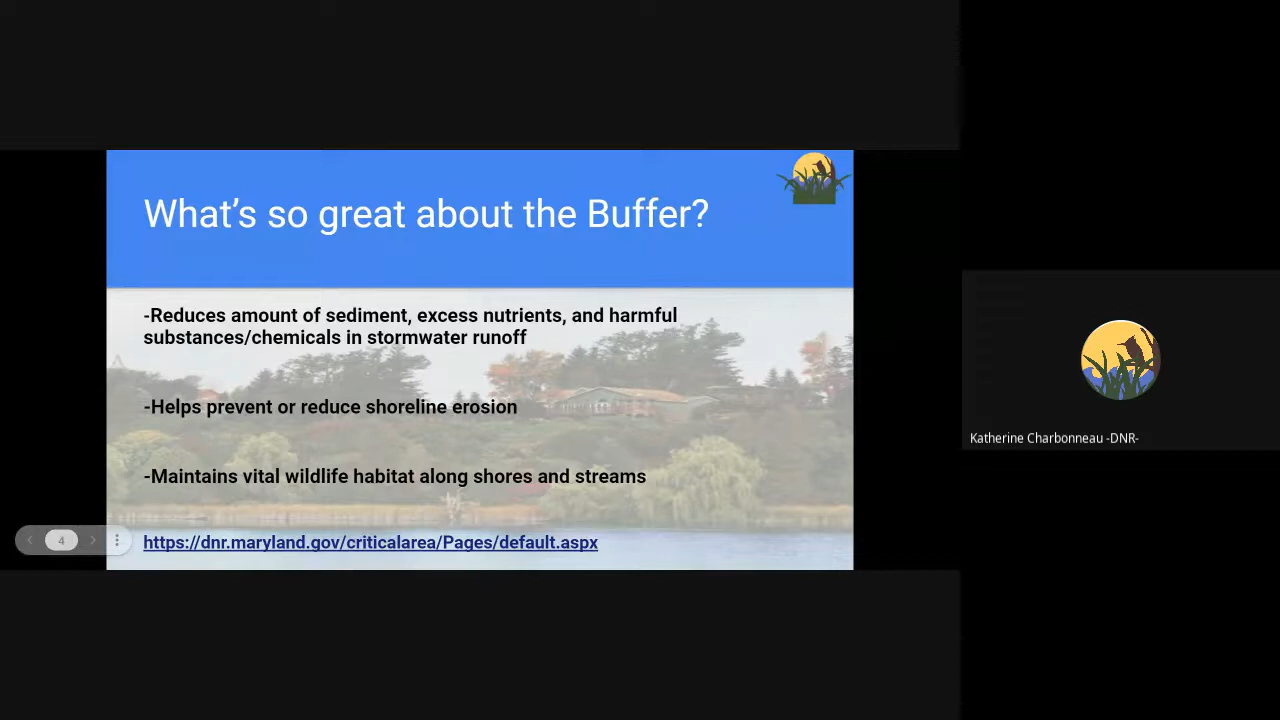 What's so great about the Buffer?
-Reduces amount of sediment, excess nutrients, and harmful
substances/chemicals in stormwater runoff
-Helps prevent or reduce shoreline erosion
-Maintains vital wildlife habitat along shores and streams
4
https://dnr.maryland.gov/criticalarea/Pages/default.aspx
Katherine Charbonneau -DNR-